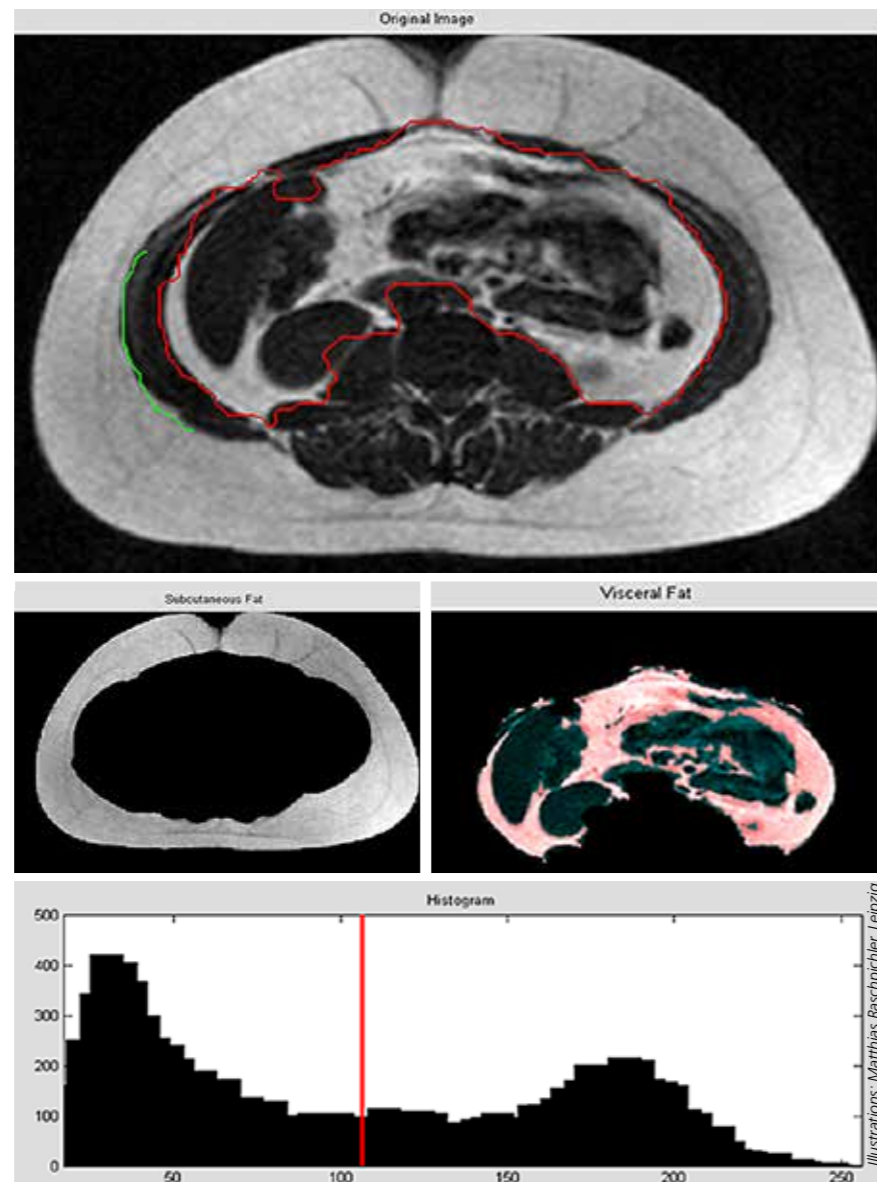 Original Image
Subcutaneous Fat
Visceral Fat
Histogram
500
400
300
200
100
0
50
100
150
200
250
Illustrations: Matthias Raschpichler, Leipzig